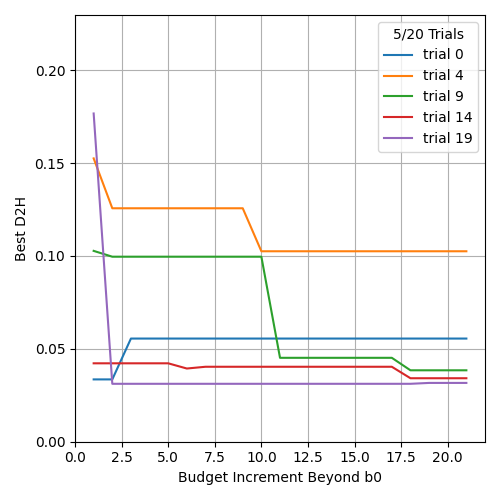 5/20 Trials
trial 0
trial 4
trial 9
trial 14
trial 19
Best D2H
0.20
0.15
0.10
0.05
0.00
0.0 2.5 5.0 7.5 10.0 12.5 15.0 17.5 20.0
Budget Increment Beyond b0